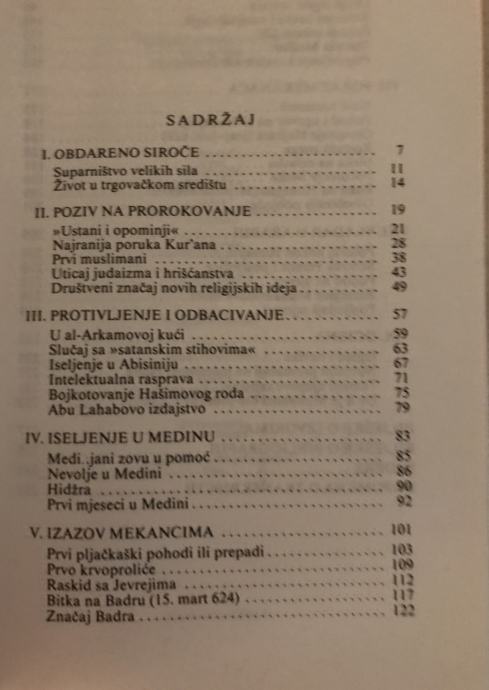 SADRŽAJ
I. OBDARENO SIROČE ........................ 7
Suparništvo velikih sila ........................ 11
Život u trgovačkom središtu .................... 14
II. POZIV NA PROROKOVANJE ................ 19
»Ustani i opominji« .......................... 21
Najranija poruka Kur'ana ..................... 28
Prvi muslimani .............................. 38
Uticaj judaizma i hrišćanstva ................. 43
Društveni značaj novih religijskih ideja ........... 49
III. PROTIVLJENJE I ODBACIVANJE............. 57
U al-Arkamovoj kući ......................... 59
Slučaj sa »satanskim stihovima« ............... 63
Iseljenje u Abisiniju .......................... 67
Intelektualna rasprava ........................ 71
Bojkotovanje Hašimovog roda ................. 75
Abu Lahabovo izdajstvo ...................... 79
IV. ISELJENJE U MEDINU ..................... 83
Medi..jani zovu u pomoć ...................... 85
Nevolje u Medini ............................ 86
Hidžra .................................... 90
Prvi mjeseci u Medini ......................... 92
V. IZAZOV MEKANCIMA ..................... 101
Prvi pljačkaški pohodi ili prepadi ............... 103
Prvo krvoproliće ............................ 109
Raskid sa Jevrejima .......................... 112
Bitka na Badru (15. mart 624) .................. 117
Značaj Badra ............................... 122